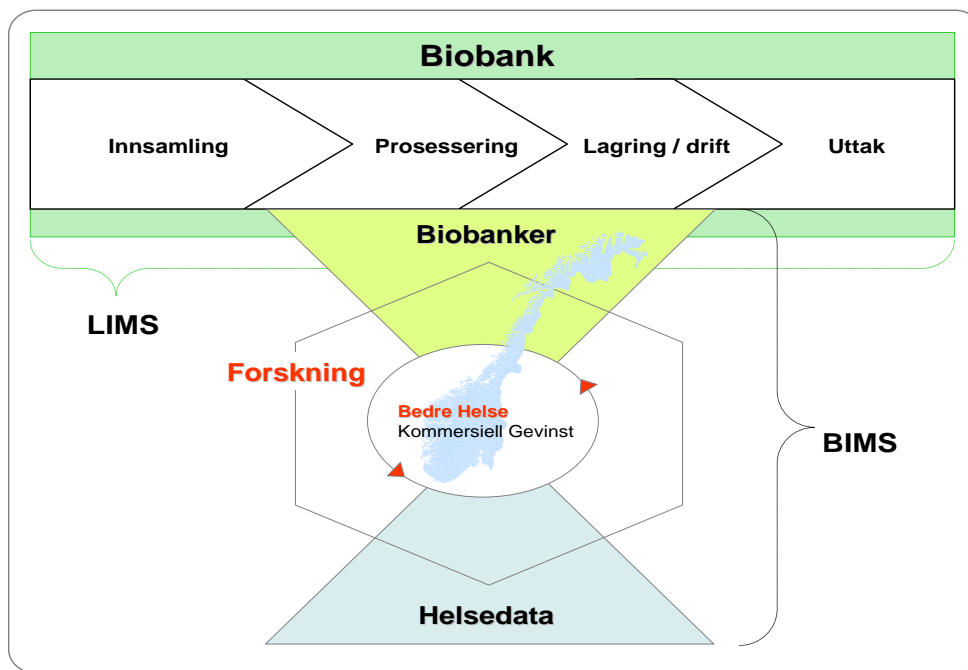 Biobank
Innsamling
Prosessering
Lagring / drift
Uttak
Biobanker
LIMS
Forskning
Bedre Helse
Kommersiell Gevinst
BIMS
Helsedata